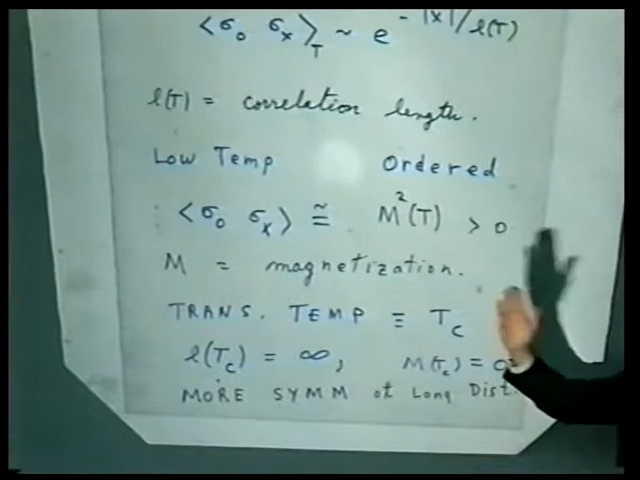 <σ₀ σₓ>_T ~ e^{-|x|/ℓ(T)}
ℓ(T) = correlation length.
Low Temp Ordered
<σ₀ σₓ> ≅ M²(T) > 0
M = magnetization.
TRANS. TEMP ≡ T_C
ℓ(T_C) = ∞, M(T_C) = 0
MORE SYMM at Long Dist.